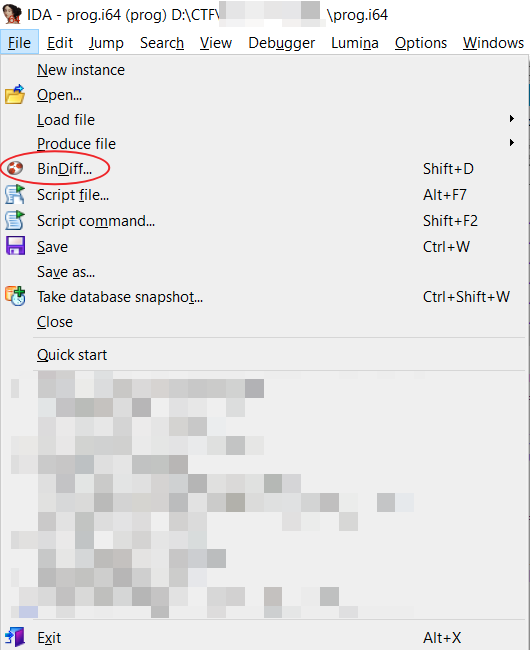 IDA - prog.i64 (prog) D:\CTF\ \prog.i64
File Edit Jump Search View Debugger Lumina Options Windows
New instance
Open...
Load file
Produce file
BinDiff... Shift+D
Script file... Alt+F7
Script command... Shift+F2
Save Ctrl+W
Save as...
Take database snapshot... Ctrl+Shift+W
Close
Quick start
Exit Alt+X